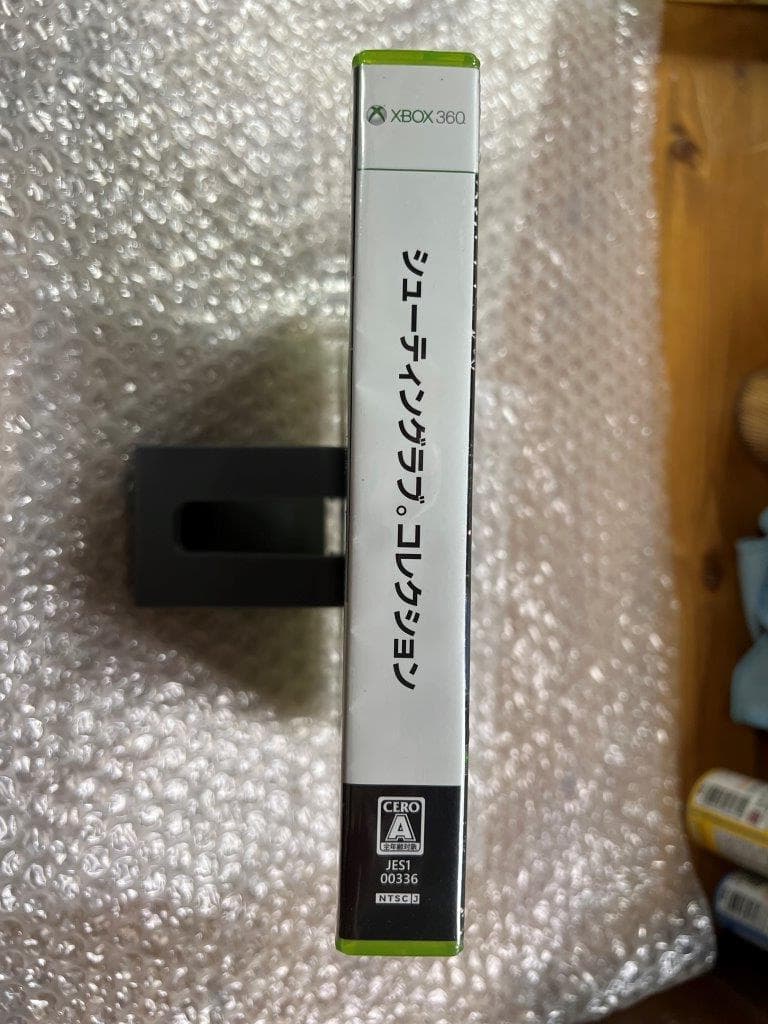 XBOX 360
シューティングラブ。コレクション
CERO
A
全年齢対象
JES1
00336
NTSC J